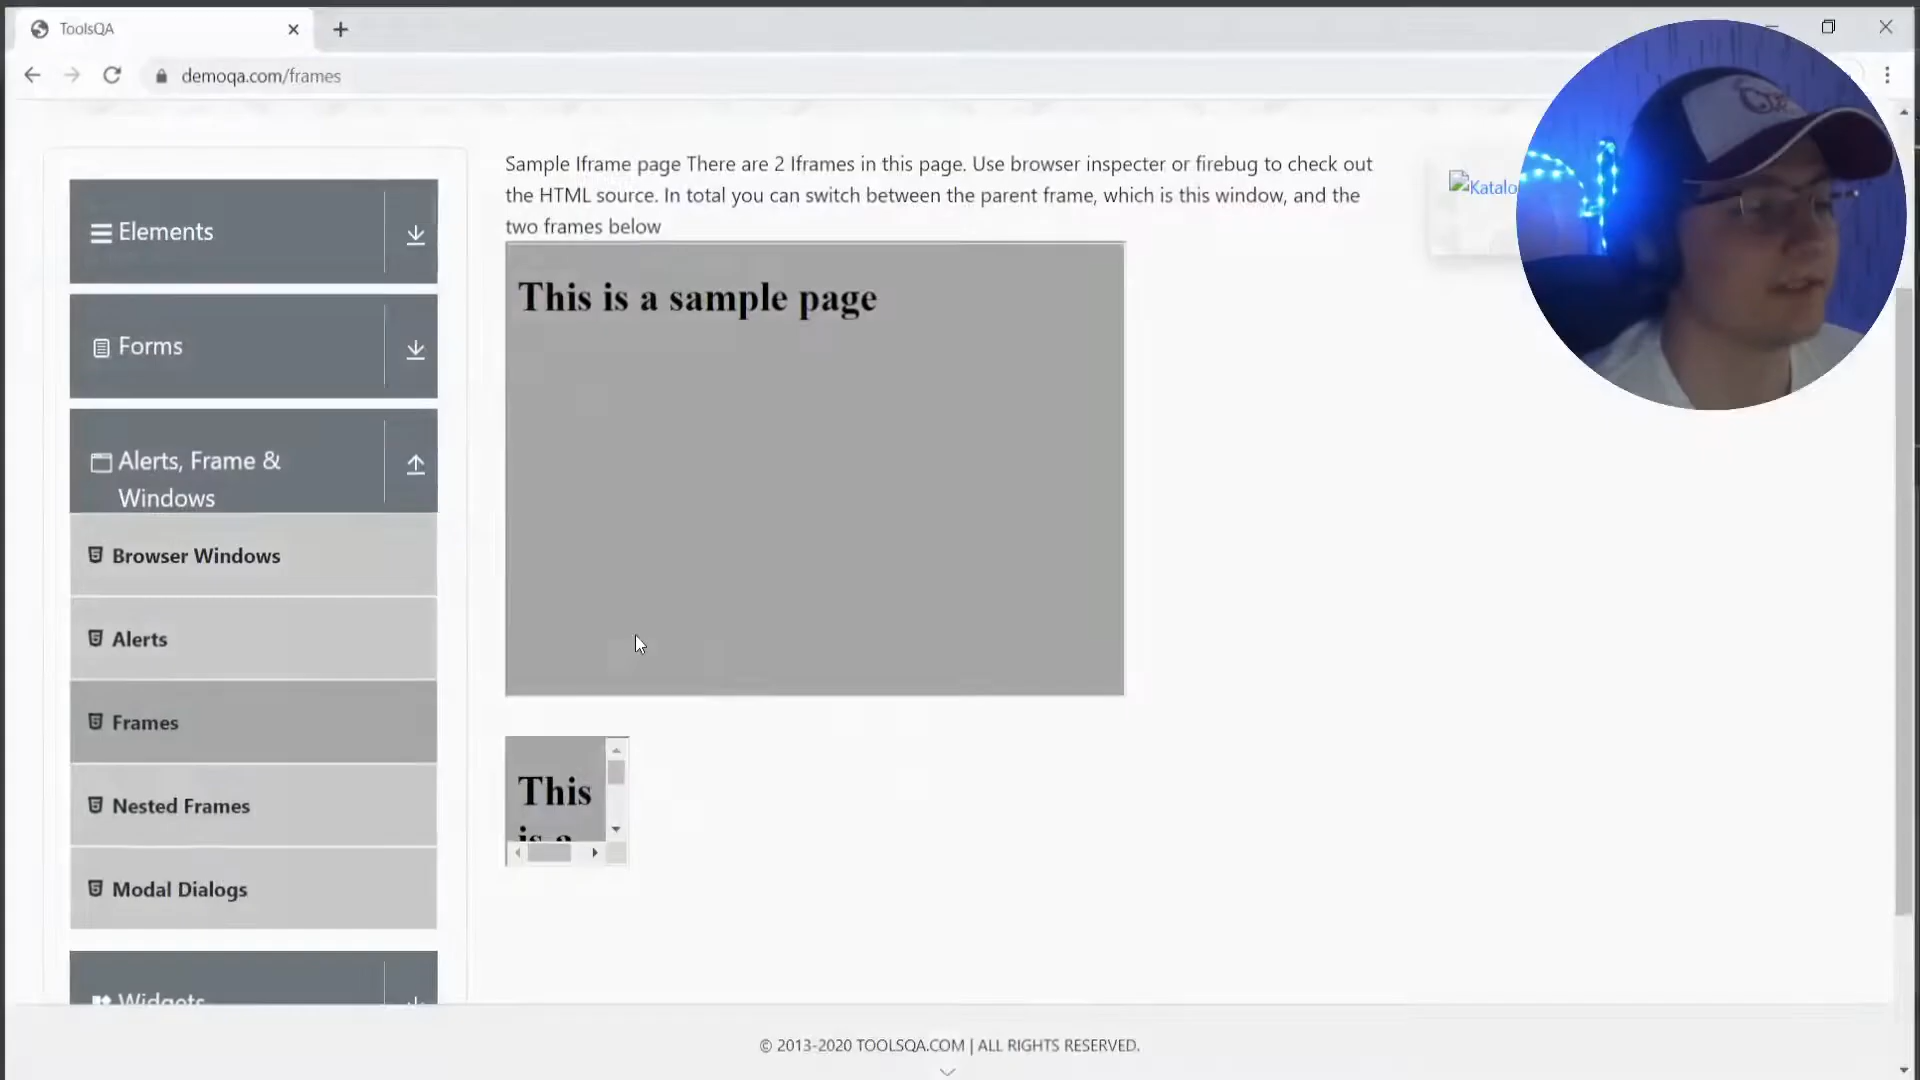 ToolsQA
demoqa.com/frames
Elements
Forms
Alerts, Frame &
Windows
Browser Windows
Alerts
Frames
Nested Frames
Modal Dialogs
Widgets
Sample Iframe page There are 2 Iframes in this page. Use browser inspecter or firebug to check out
the HTML source. In total you can switch between the parent frame, which is this window, and the
two frames below
This is a sample page
This
is a
Katalo
© 2013-2020 TOOLSQA.COM | ALL RIGHTS RESERVED.